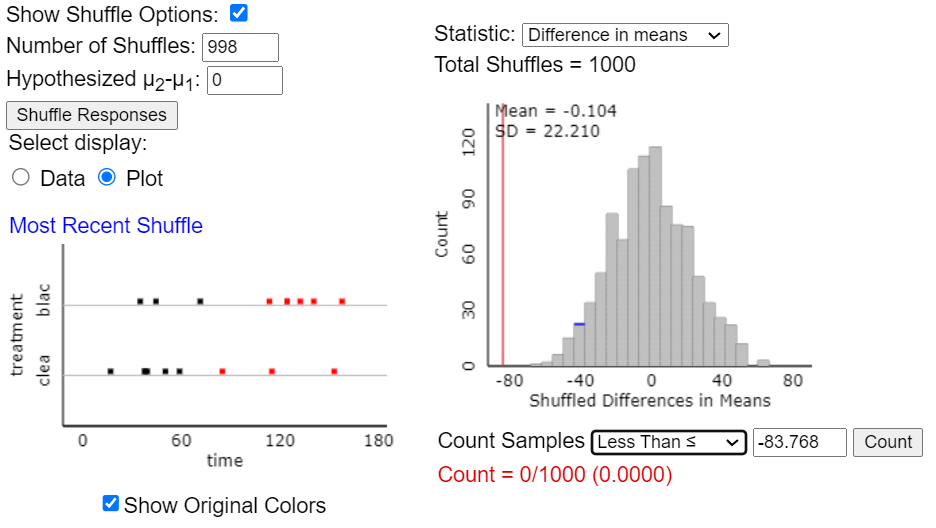 Show Shuffle Options:
Number of Shuffles: 998
Hypothesized μ2-μ1: 0
Shuffle Responses
Select display:
Data Plot
Most Recent Shuffle
treatment
blac
clea
0 60 120 180
time
Show Original Colors
Statistic: Difference in means
Total Shuffles = 1000
Mean = -0.104
SD = 22.210
Count
120
90
60
30
0
-80 -40 0 40 80
Shuffled Differences in Means
Count Samples Less Than ≤ -83.768 Count
Count = 0/1000 (0.0000)